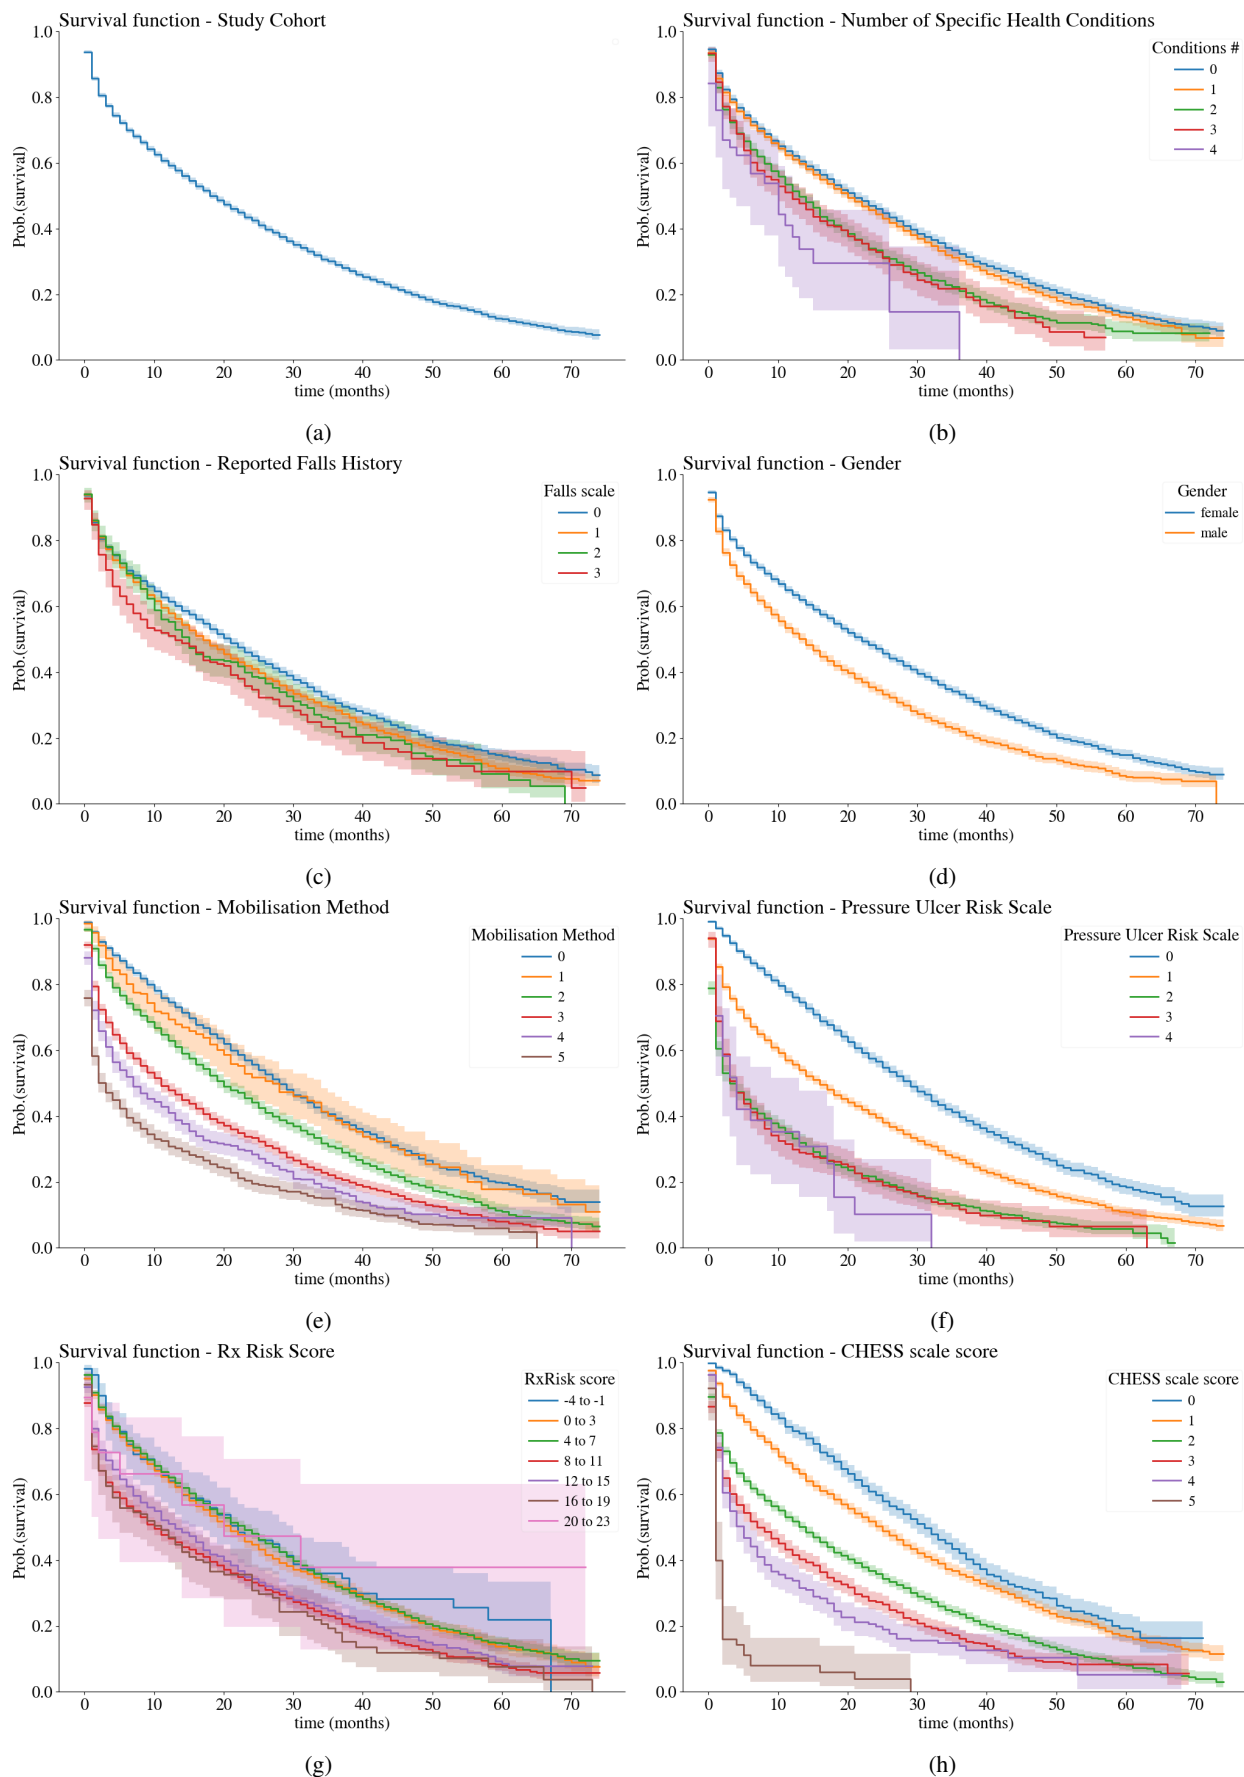 Survival function - Study Cohort
1.0
0.8
0.6
0.4
0.2
0.0
Prob.(survival)
0 10 20 30 40 50 60 70
time (months)
(a)
Survival function - Number of Specific Health Conditions
1.0
0.8
0.6
0.4
0.2
0.0
Prob.(survival)
Conditions #
0
1
2
3
4
0 10 20 30 40 50 60 70
time (months)
(b)
Survival function - Reported Falls History
1.0
0.8
0.6
0.4
0.2
0.0
Prob.(survival)
Falls scale
0
1
2
3
0 10 20 30 40 50 60 70
time (months)
(c)
Survival function - Gender
1.0
0.8
0.6
0.4
0.2
0.0
Prob.(survival)
Gender
female
male
0 10 20 30 40 50 60 70
time (months)
(d)
Survival function - Mobilisation Method
1.0
0.8
0.6
0.4
0.2
0.0
Prob.(survival)
Mobilisation Method
0
1
2
3
4
5
0 10 20 30 40 50 60 70
time (months)
(e)
Survival function - Pressure Ulcer Risk Scale
1.0
0.8
0.6
0.4
0.2
0.0
Prob.(survival)
Pressure Ulcer Risk Scale
0
1
2
3
4
0 10 20 30 40 50 60 70
time (months)
(f)
Survival function - Rx Risk Score
1.0
0.8
0.6
0.4
0.2
0.0
Prob.(survival)
RxRisk score
-4 to -1
0 to 3
4 to 7
8 to 11
12 to 15
16 to 19
20 to 23
0 10 20 30 40 50 60 70
time (months)
(g)
Survival function - CHESS scale score
1.0
0.8
0.6
0.4
0.2
0.0
Prob.(survival)
CHESS scale score
0
1
2
3
4
5
0 10 20 30 40 50 60 70
time (months)
(h)